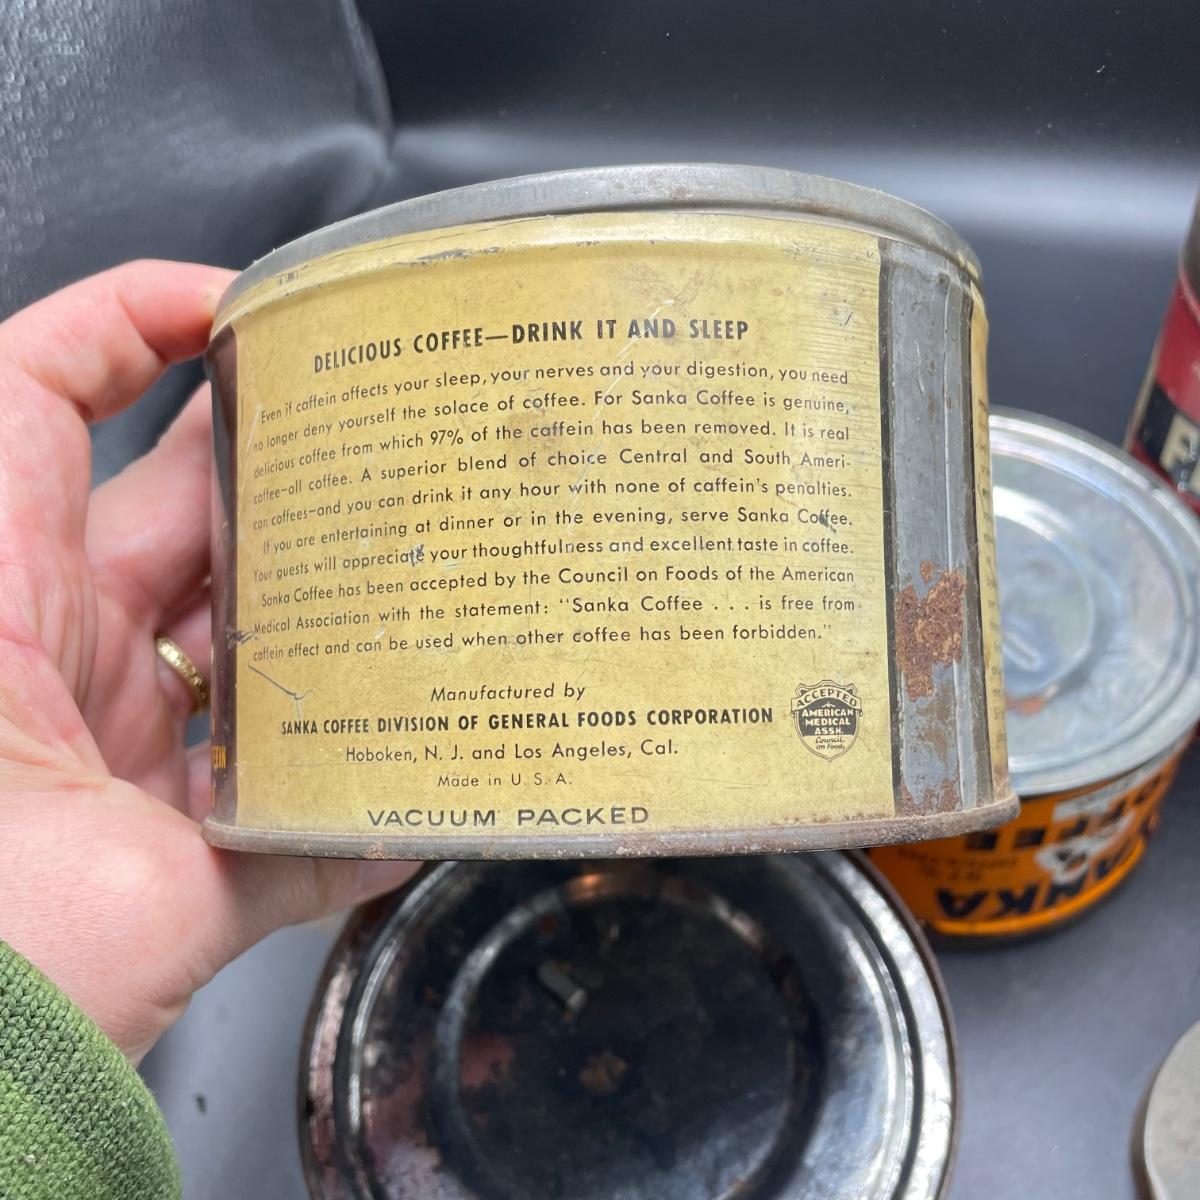 DELICIOUS COFFEE—DRINK IT AND SLEEP
Even if caffein affects your sleep, your nerves and your digestion, you need
no longer deny yourself the solace of coffee. For Sanka Coffee is genuine,
delicious coffee from which 97% of the caffein has been removed. It is real
coffee—all coffee. A superior blend of choice Central and South Ameri-
can coffees—and you can drink it any hour with none of caffein's penalties.
If you are entertaining at dinner or in the evening, serve Sanka Coffee.
Your guests will appreciate your thoughtfulness and excellent taste in coffee.
Sanka Coffee has been accepted by the Council on Foods of the American
Medical Association with the statement: "Sanka Coffee . . . is free from
caffein effect and can be used when other coffee has been forbidden."
Manufactured by
SANKA COFFEE DIVISION OF GENERAL FOODS CORPORATION
Hoboken, N. J. and Los Angeles, Cal.
Made in U. S. A.
VACUUM PACKED
ACCEPTED
AMERICAN
MEDICAL
ASSN.
Council
on Foods
SANKA